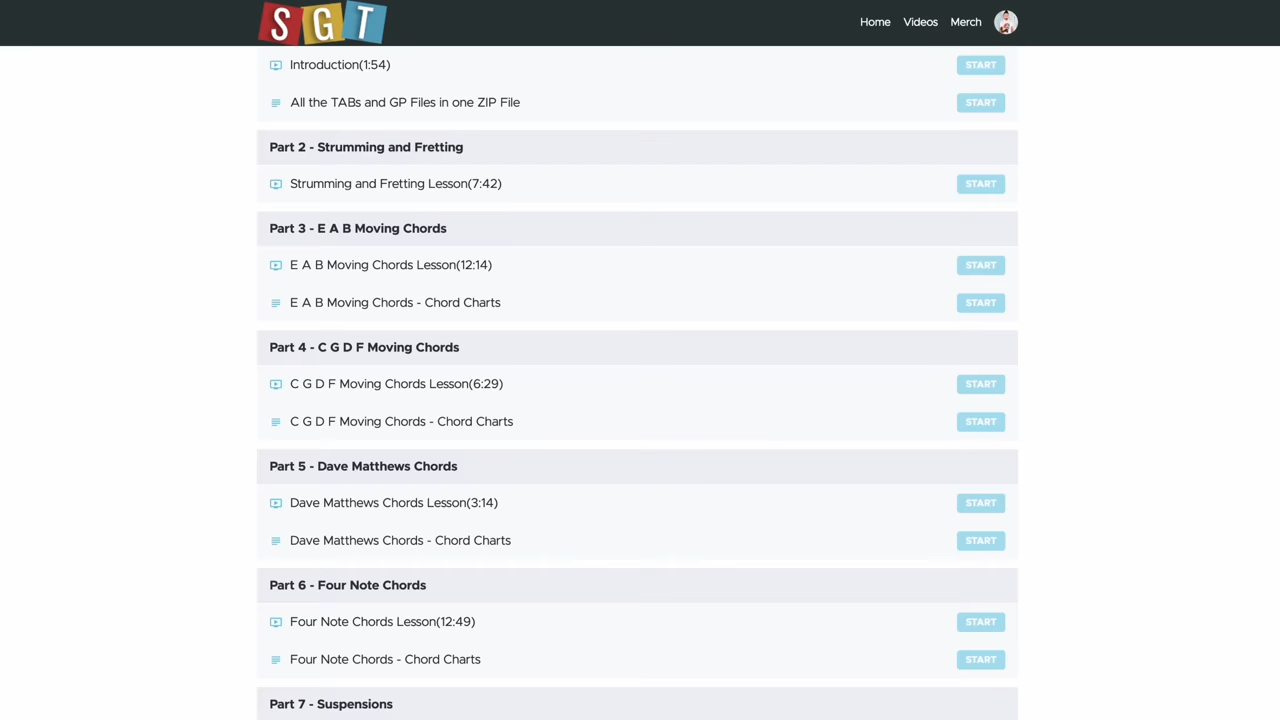 SGT
Home Videos Merch
Introduction(1:54) START
All the TABs and GP Files in one ZIP File START
Part 2 - Strumming and Fretting
Strumming and Fretting Lesson(7:42) START
Part 3 - E A B Moving Chords
E A B Moving Chords Lesson(12:14) START
E A B Moving Chords - Chord Charts START
Part 4 - C G D F Moving Chords
C G D F Moving Chords Lesson(6:29) START
C G D F Moving Chords - Chord Charts START
Part 5 - Dave Matthews Chords
Dave Matthews Chords Lesson(3:14) START
Dave Matthews Chords - Chord Charts START
Part 6 - Four Note Chords
Four Note Chords Lesson(12:49) START
Four Note Chords - Chord Charts START
Part 7 - Suspensions